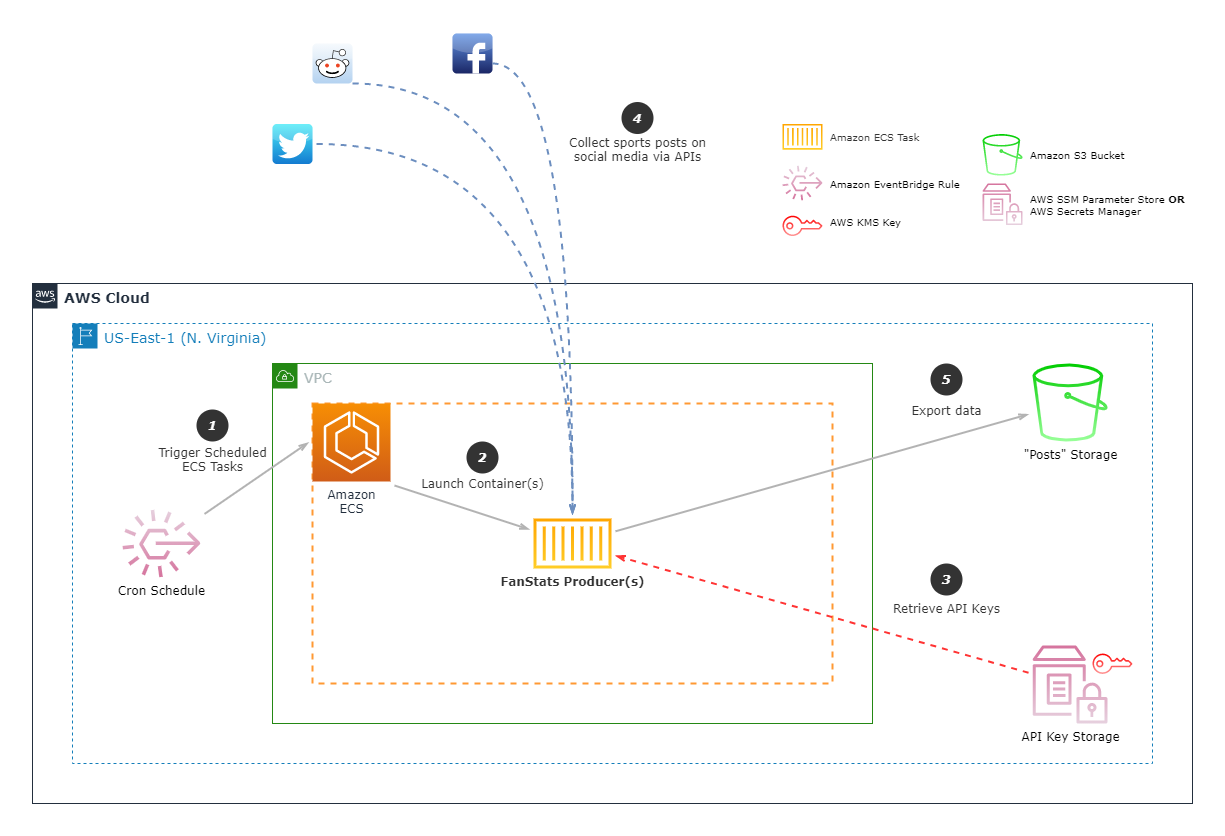 4
Collect sports posts on
social media via APIs
Amazon ECS Task
Amazon EventBridge Rule
AWS KMS Key
Amazon S3 Bucket
AWS SSM Parameter Store OR
AWS Secrets Manager
aws
AWS Cloud
US-East-1 (N. Virginia)
VPC
1
Trigger Scheduled
ECS Tasks
2
Launch Container(s)
5
Export data
"Posts" Storage
Amazon
ECS
Cron Schedule
FanStats Producer(s)
3
Retrieve API Keys
API Key Storage